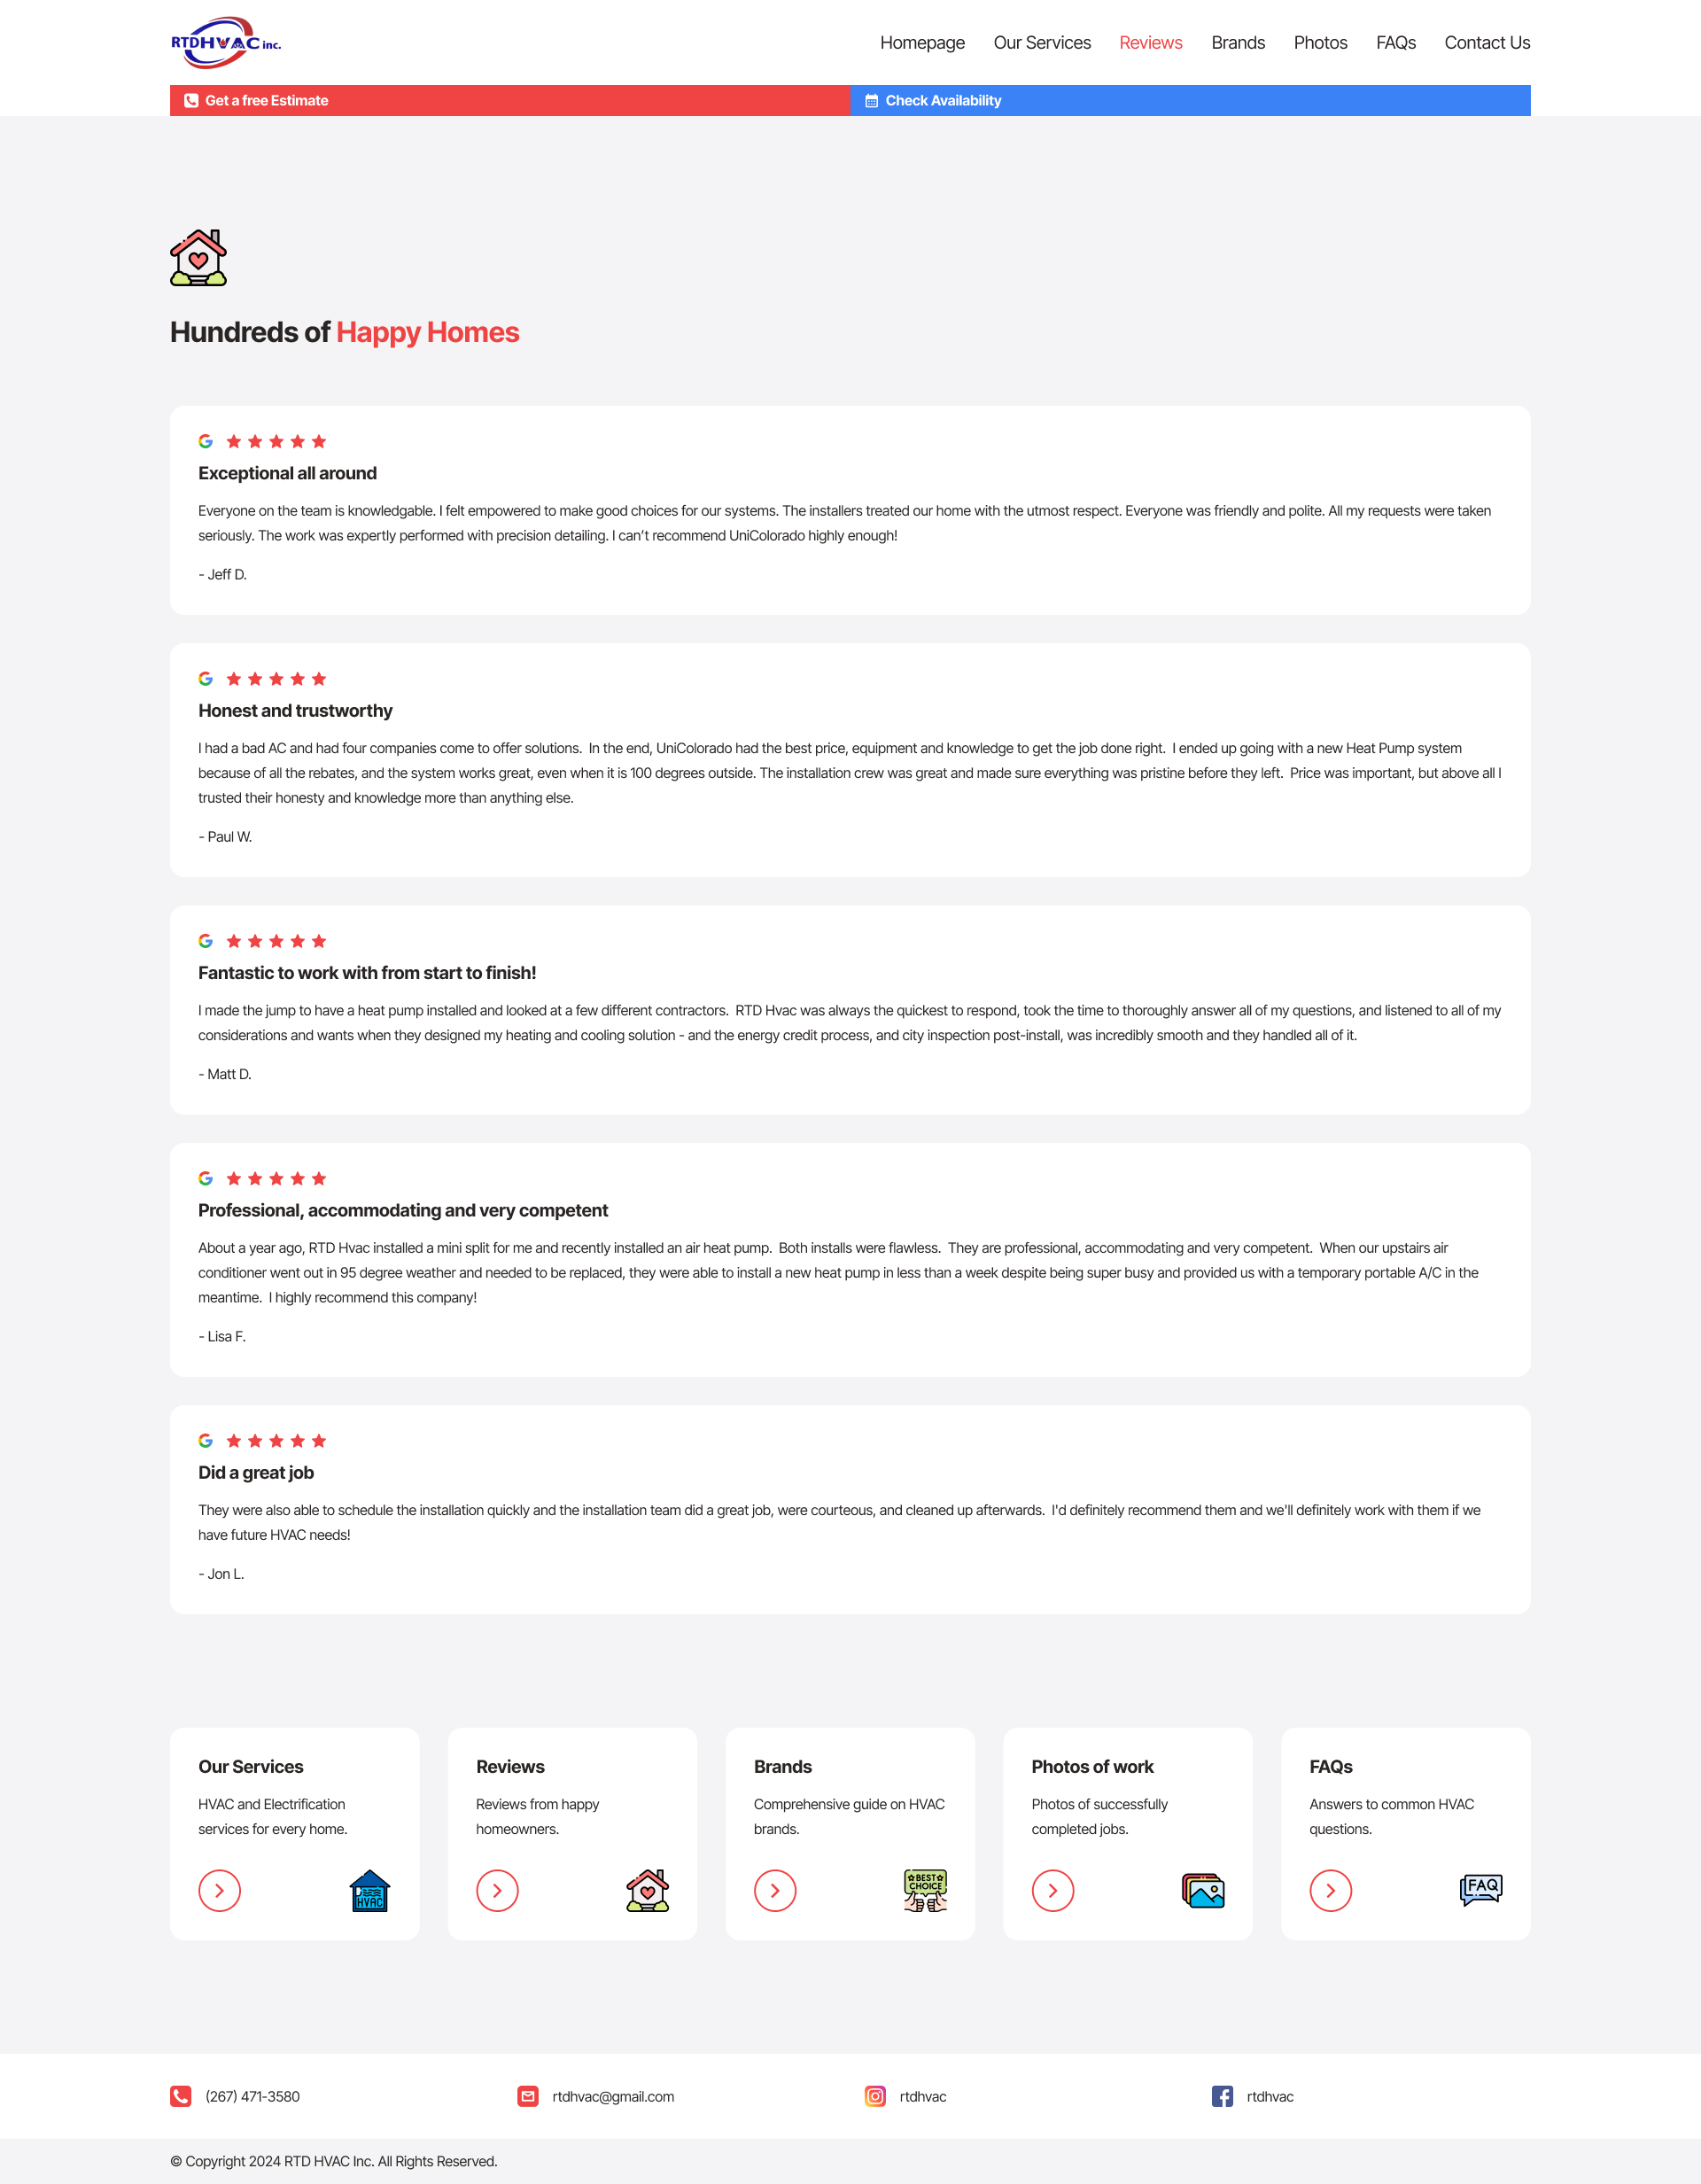 RTDHVAC inc.
Homepage
Our Services
Reviews
Brands
Photos
FAQs
Contact Us
Get a free Estimate
Check Availability
Hundreds of Happy Homes
Exceptional all around
Everyone on the team is knowledgable. I felt empowered to make good choices for our systems. The installers treated our home with the utmost respect. Everyone was friendly and polite. All my requests were taken
seriously. The work was expertly performed with precision detailing. I can’t recommend UniColorado highly enough!
- Jeff D.
Honest and trustworthy
I had a bad AC and had four companies come to offer solutions.  In the end, UniColorado had the best price, equipment and knowledge to get the job done right.  I ended up going with a new Heat Pump system
because of all the rebates, and the system works great, even when it is 100 degrees outside. The installation crew was great and made sure everything was pristine before they left.  Price was important, but above all I
trusted their honesty and knowledge more than anything else.
- Paul W.
Fantastic to work with from start to finish!
I made the jump to have a heat pump installed and looked at a few different contractors.  RTD Hvac was always the quickest to respond, took the time to thoroughly answer all of my questions, and listened to all of my
considerations and wants when they designed my heating and cooling solution - and the energy credit process, and city inspection post-install, was incredibly smooth and they handled all of it.
- Matt D.
Professional, accommodating and very competent
About a year ago, RTD Hvac installed a mini split for me and recently installed an air heat pump.  Both installs were flawless.  They are professional, accommodating and very competent.  When our upstairs air
conditioner went out in 95 degree weather and needed to be replaced, they were able to install a new heat pump in less than a week despite being super busy and provided us with a temporary portable A/C in the
meantime.  I highly recommend this company!
- Lisa F.
Did a great job
They were also able to schedule the installation quickly and the installation team did a great job, were courteous, and cleaned up afterwards.  I'd definitely recommend them and we'll definitely work with them if we
have future HVAC needs!
- Jon L.
Our Services
HVAC and Electrification
services for every home.
HVAC
Reviews
Reviews from happy
homeowners.
Brands
Comprehensive guide on HVAC
brands.
BEST
CHOICE
Photos of work
Photos of successfully
completed jobs.
FAQs
Answers to common HVAC
questions.
FAQ
(267) 471-3580
rtdhvac@gmail.com
rtdhvac
rtdhvac
© Copyright 2024 RTD HVAC Inc. All Rights Reserved.